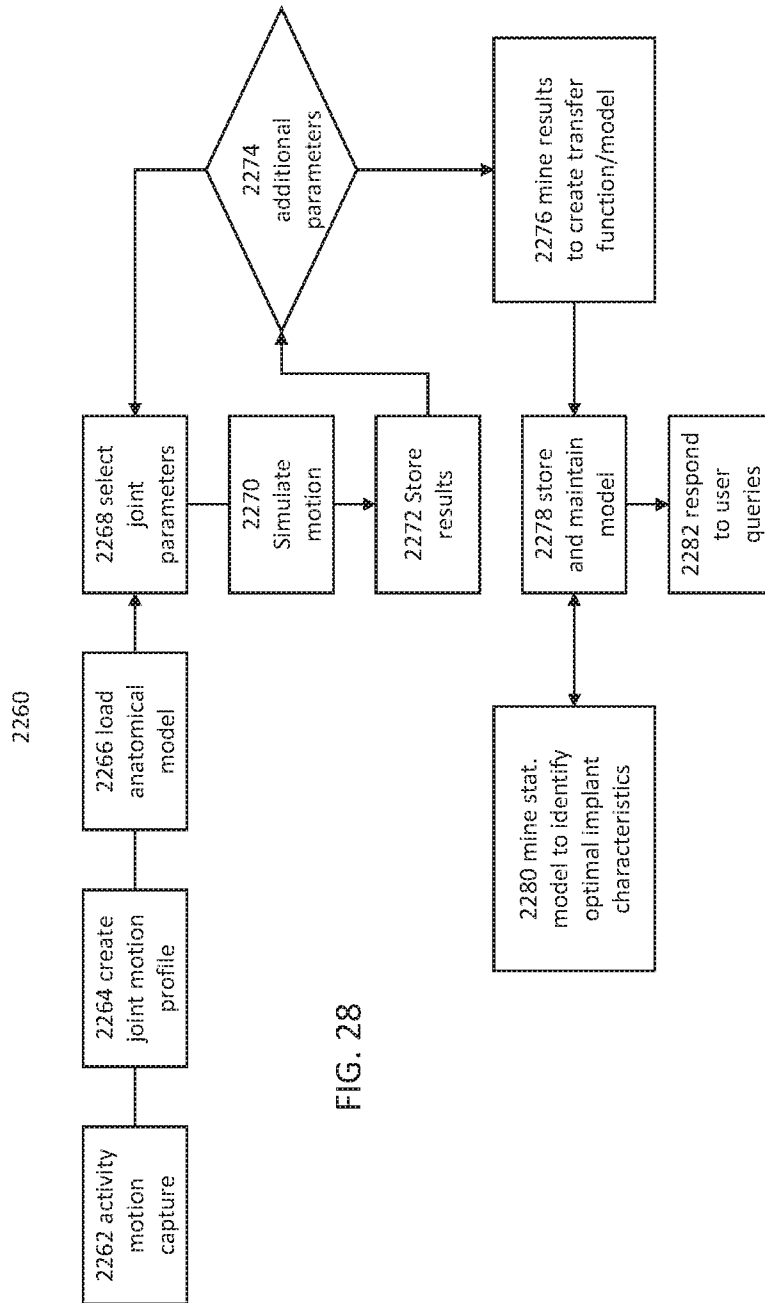 2260
2262 activity
motion
capture
2264 create
joint motion
profile
2266 load
anatomical
model
2268 select
joint
parameters
2270
Simulate
motion
2272 Store
results
2274
additional
parameters
2276 mine results
to create transfer
function/model
2278 store
and maintain
model
2280 mine stat.
model to identify
optimal implant
characteristics
2282 respond
to user
queries
FIG. 28